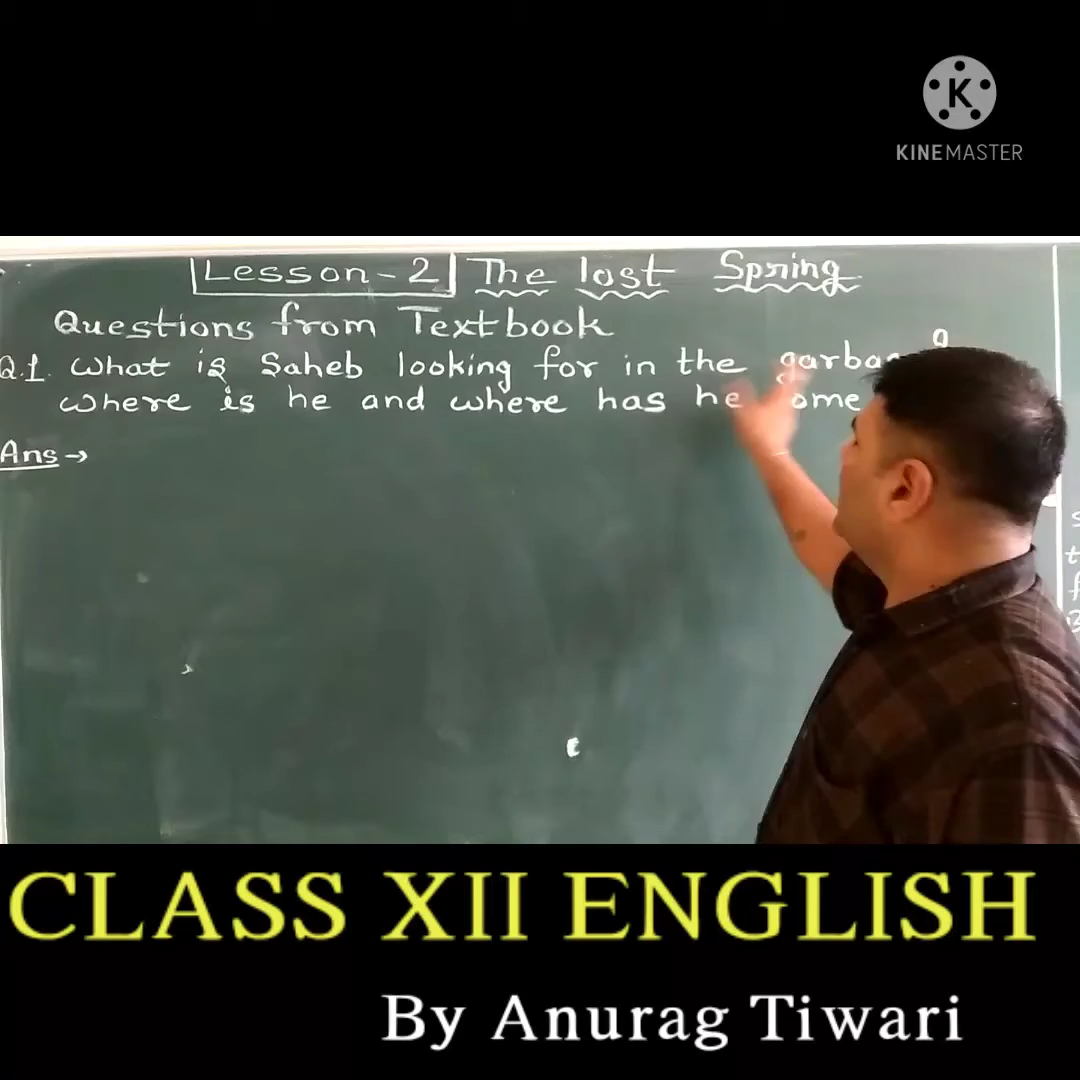 KINEMASTER
Lesson-2 The lost Spring
Questions from Textbook
Q.1. What is Saheb looking for in the
where is he and where has he
Ans →
CLASS XII ENGLISH
By Anurag Tiwari